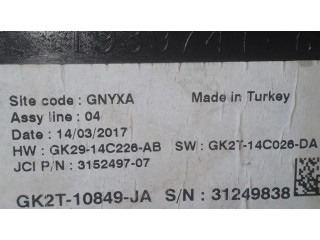 Site code : GNYXA
Assy line : 04
Made in Turkey
Date : 14/03/2017
HW : GK29-14C226-AB SW : GK2T-14C026-DA
JCI P/N : 3152497-07
GK2T-10849-JA S/N : 31249838